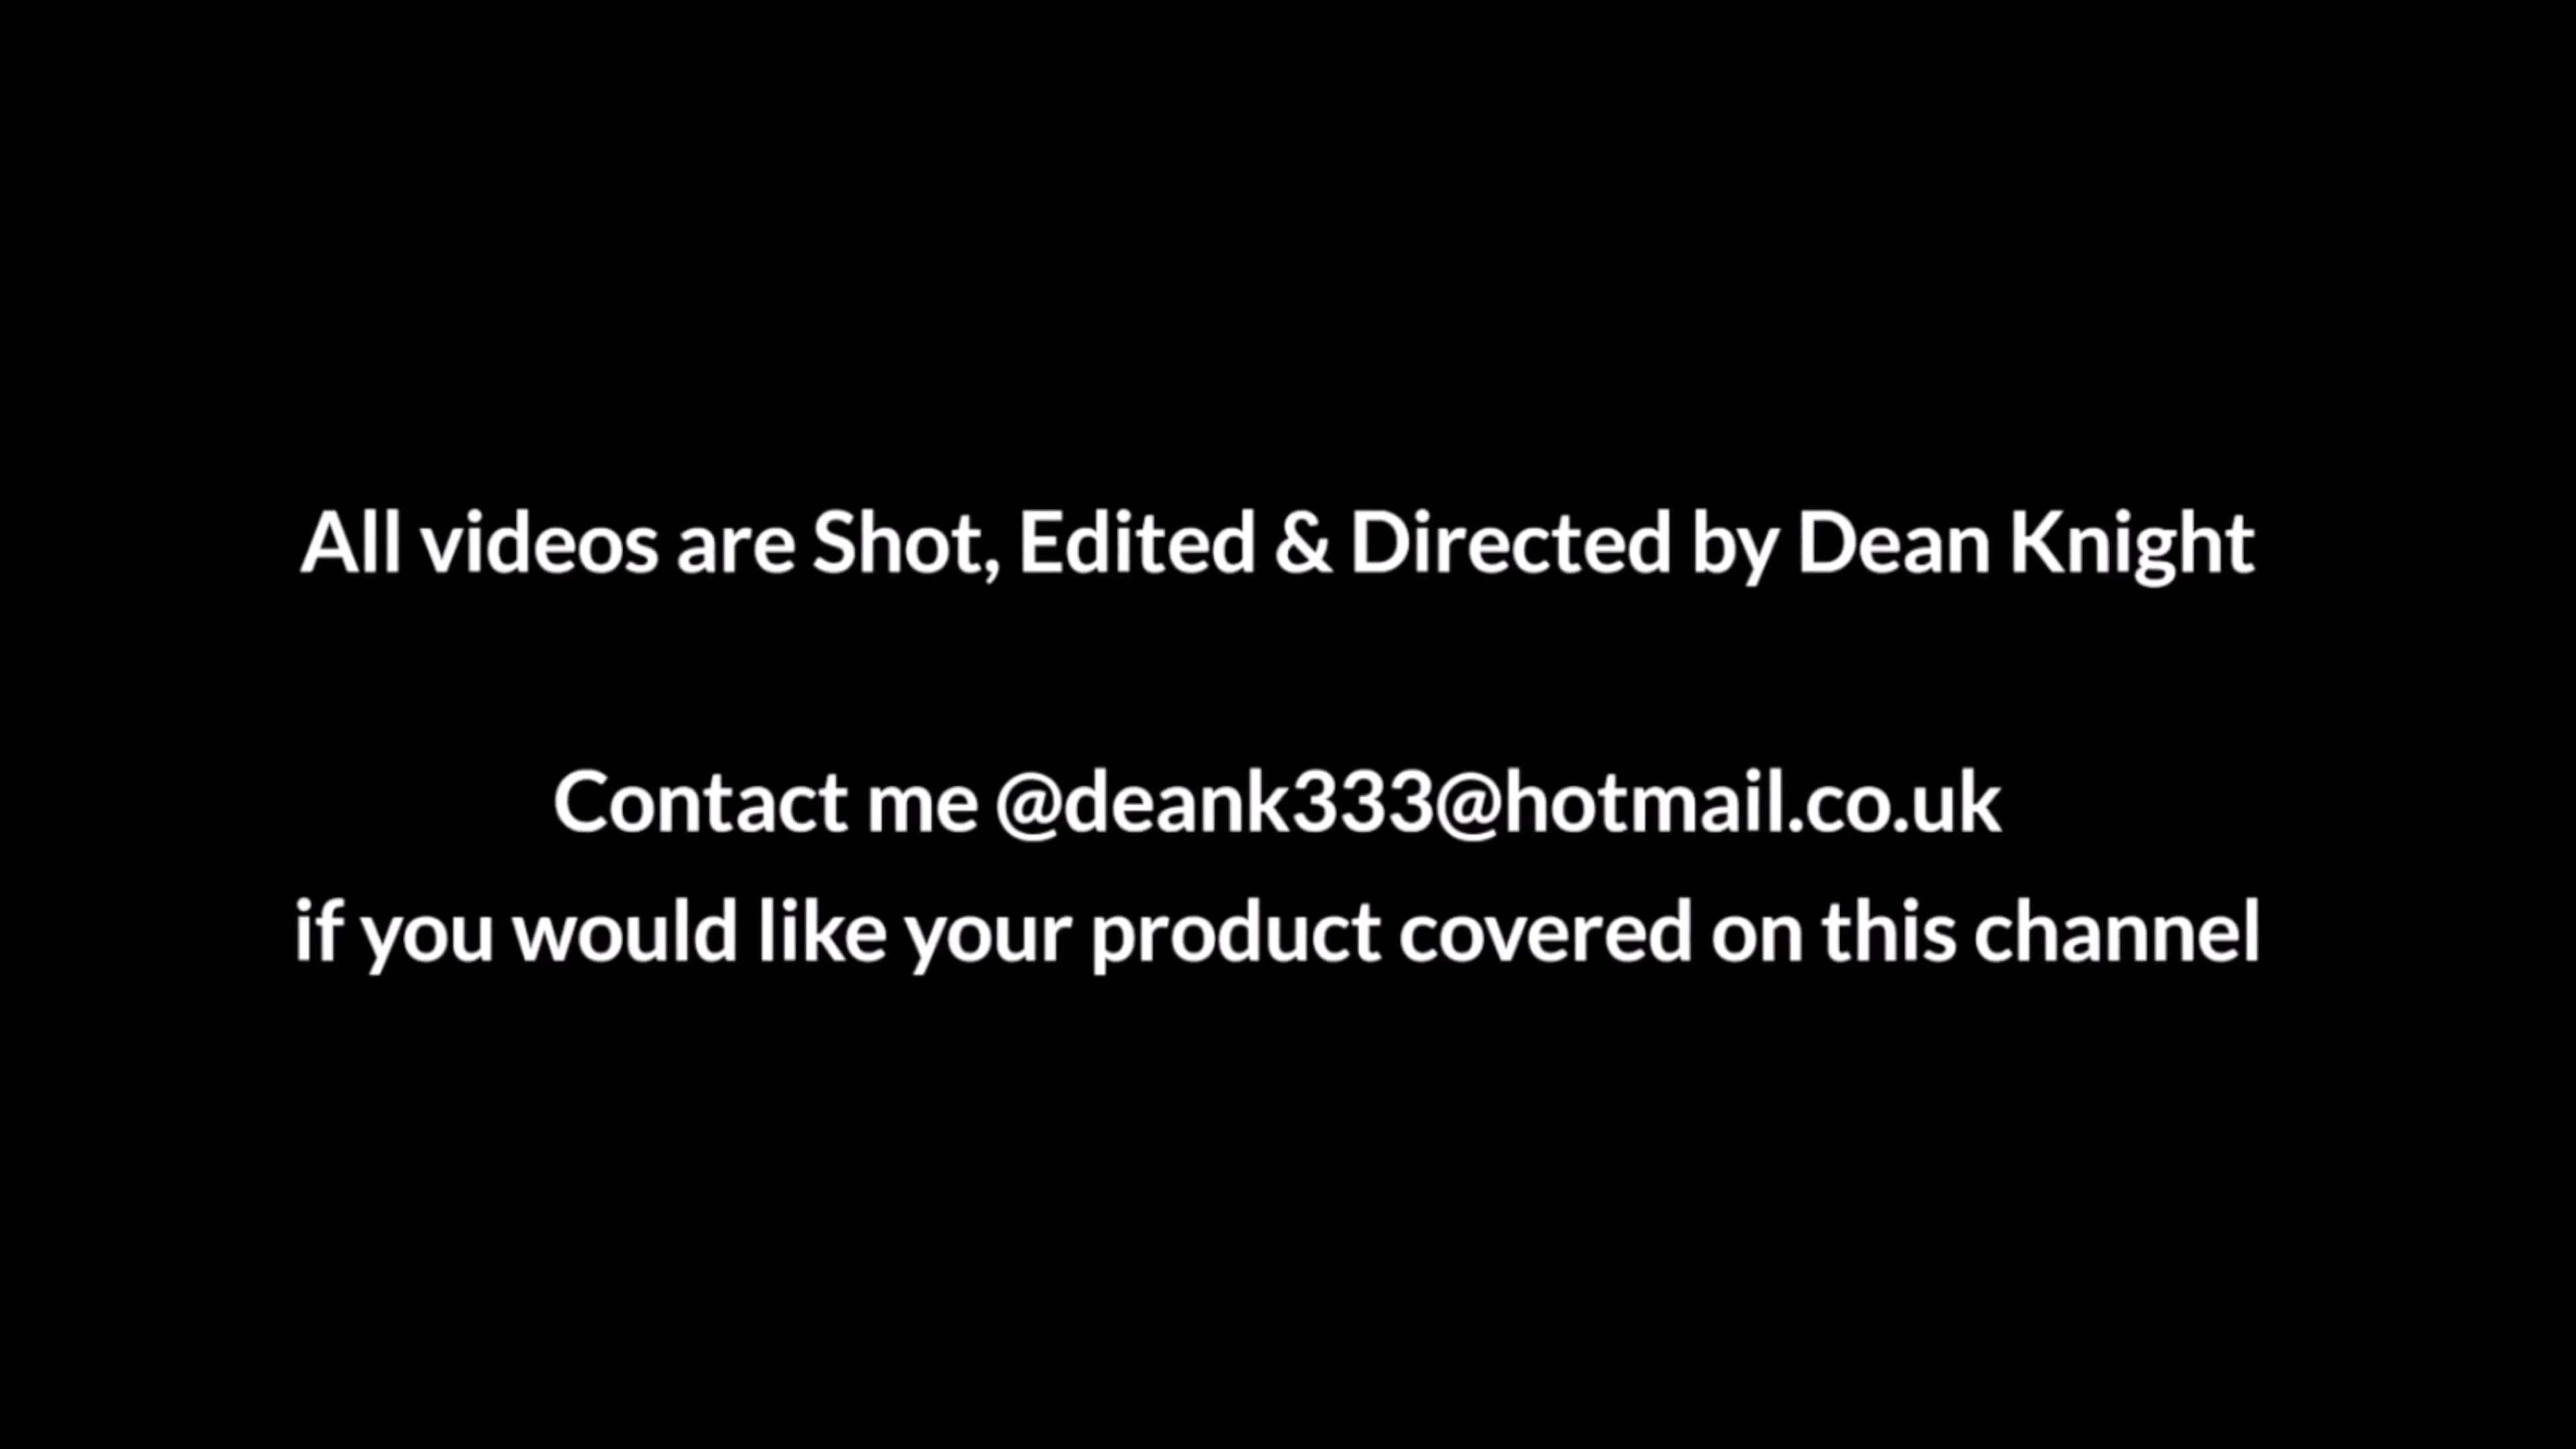 All videos are Shot, Edited & Directed by Dean Knight
Contact me @deank333@hotmail.co.uk
if you would like your product covered on this channel